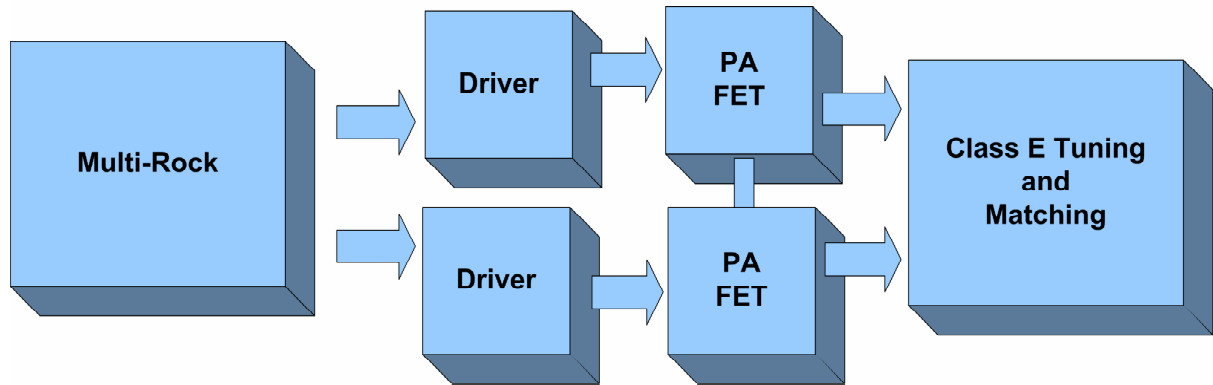 Multi-Rock
Driver
PA
FET
Driver
PA
FET
Class E Tuning
and
Matching